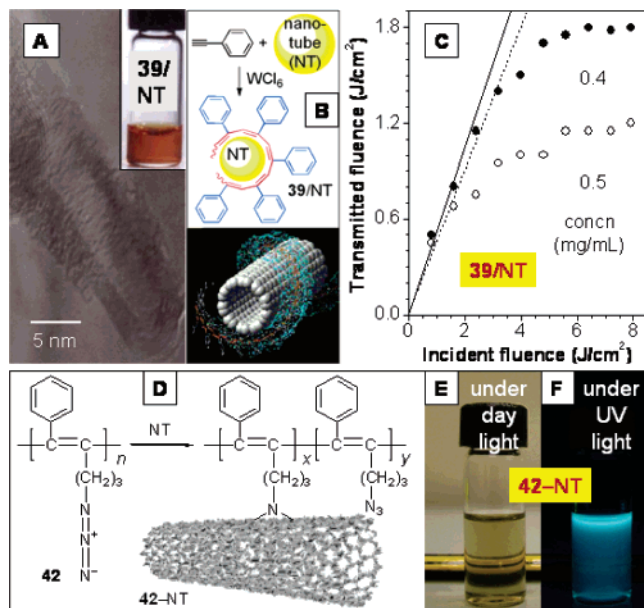 A
39/
NT
5 nm
nano-
tube
(NT)
+
WCl6
B
NT
39/NT
C
Transmitted fluence (J/cm2)
1.8
1.2
0.6
0.0
0.4
0.5
concn
(mg/mL)
39/NT
0 2 4 6 8
Incident fluence (J/cm2)
D
n
(CH2)3
N
N+
N-
42
NT
x
y
(CH2)3
(CH2)3
N
N3
42–NT
E
under
day
light
F
under
UV
light
42–NT